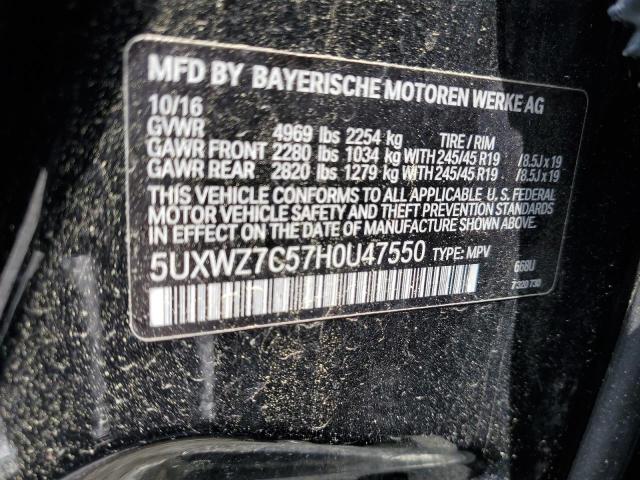 MFD BY BAYERISCHE MOTOREN WERKE AG
10/16
GVWR 4969 lbs 2254 kg TIRE / RIM
GAWR FRONT 2280 lbs 1034 kg WITH 245/45 R19 /8.5J x 19
GAWR REAR 2820 lbs 1279 kg WITH 245/45 R19 /8.5J x 19
THIS VEHICLE CONFORMS TO ALL APPLICABLE U.S. FEDERAL
MOTOR VEHICLE SAFETY AND THEFT PREVENTION STANDARDS
IN EFFECT ON THE DATE OF MANUFACTURE SHOWN ABOVE.
5UXWZ7C57H0U47550 TYPE: MPV 668U
7320730